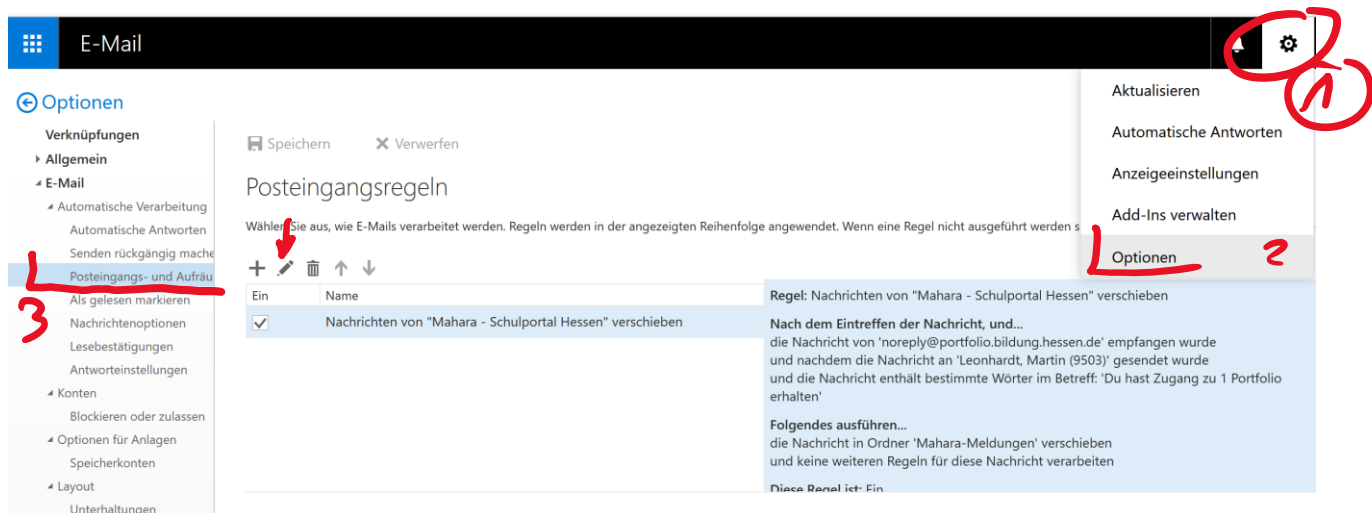 E-Mail
1
Optionen
Verknüpfungen
Allgemein
E-Mail
Automatische Verarbeitung
Automatische Antworten
Senden rückgängig mache
Posteingangs- und Aufräu
3
Als gelesen markieren
Nachrichtenoptionen
Lesebestätigungen
Antworteinstellungen
Konten
Blockieren oder zulassen
Optionen für Anlagen
Speicherkonten
Layout
Unterhaltungen
Speichern Verwerfen
Posteingangsregeln
Wählen Sie aus, wie E-Mails verarbeitet werden. Regeln werden in der angezeigten Reihenfolge angewendet. Wenn eine Regel nicht ausgeführt werden s
Ein Name
Nachrichten von "Mahara - Schulportal Hessen" verschieben
Regel: Nachrichten von "Mahara - Schulportal Hessen" verschieben
Nach dem Eintreffen der Nachricht, und...
die Nachricht von 'noreply@portfolio.bildung.hessen.de' empfangen wurde
und nachdem die Nachricht an 'Leonhardt, Martin (9503)' gesendet wurde
und die Nachricht enthält bestimmte Wörter im Betreff: 'Du hast Zugang zu 1 Portfolio
erhalten'
Folgendes ausführen...
die Nachricht in Ordner 'Mahara-Meldungen' verschieben
und keine weiteren Regeln für diese Nachricht verarbeiten
Diese Regel ist: Ein
Aktualisieren
Automatische Antworten
Anzeigeeinstellungen
Add-Ins verwalten
Optionen 2